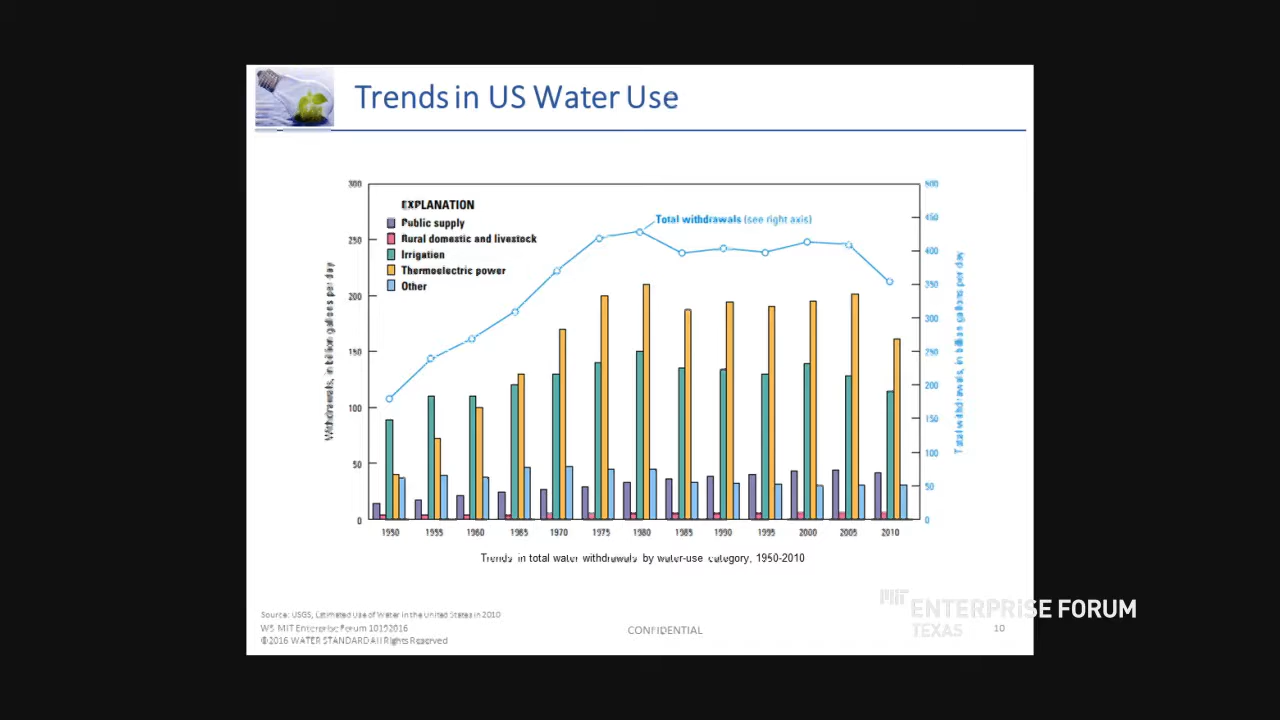 Trends in US Water Use
300
250
200
150
100
50
0
Withdrawals, in billion gallons per day
EXPLANATION
Public supply
Rural domestic and livestock
Irrigation
Thermoelectric power
Other
Total withdrawals (see right axis)
500
450
400
350
300
250
200
150
100
50
0
Total withdrawals, in billion gallons per day
1950 1955 1960 1965 1970 1975 1980 1985 1990 1995 2000 2005 2010
Trends in total water withdrawals by water-use category, 1950-2010
Source: USGS, Estimated Use of Water in the United States in 2010
WS MIT Enterprise Forum 10192016
©2016 WATER STANDARD All Rights Reserved
CONFIDENTIAL
10
MIT ENTERPRISE FORUM
TEXAS